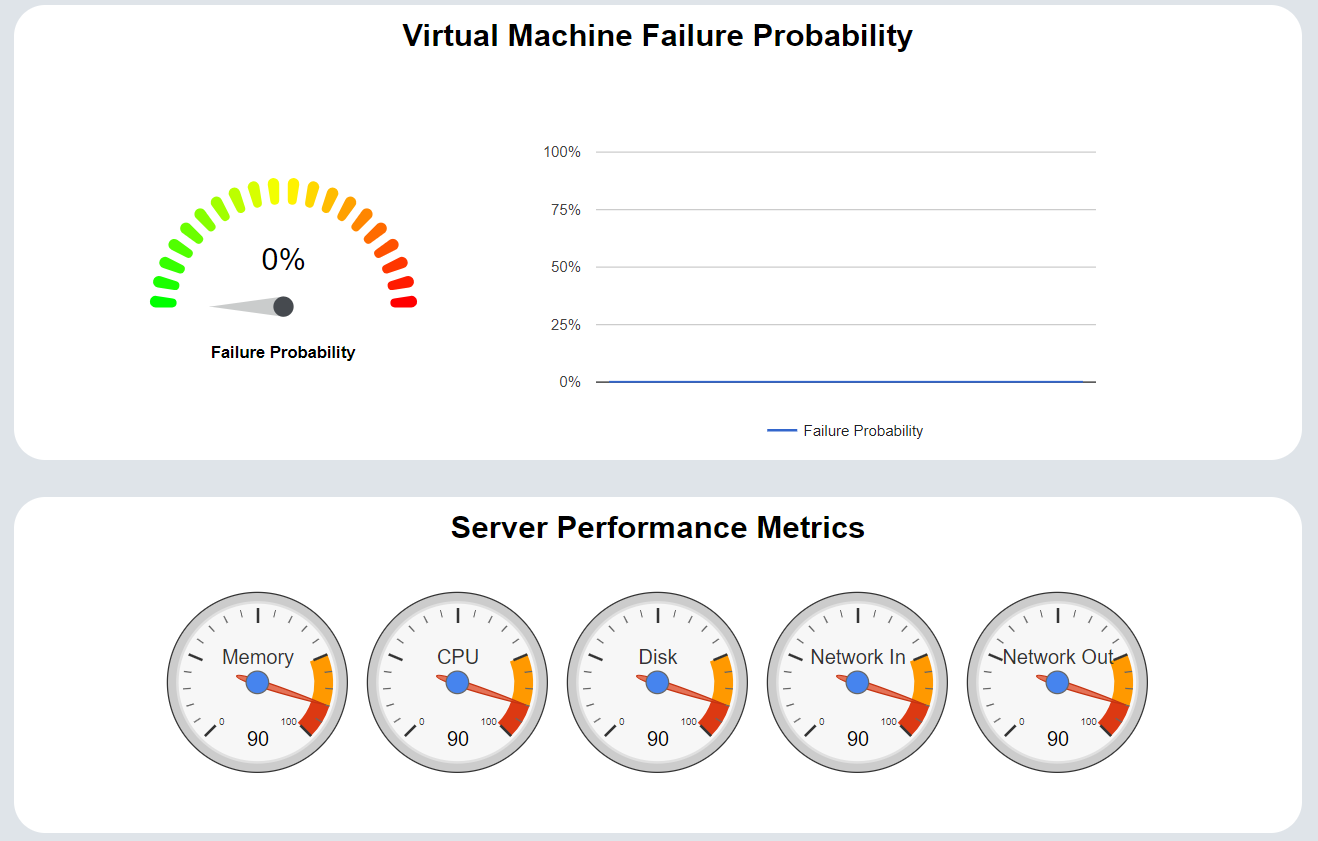 Virtual Machine Failure Probability
0%
Failure Probability
100%
75%
50%
25%
0%
Failure Probability
Server Performance Metrics
Memory
0
100
90
CPU
0
100
90
Disk
0
100
90
Network In
0
100
90
Network Out
0
100
90